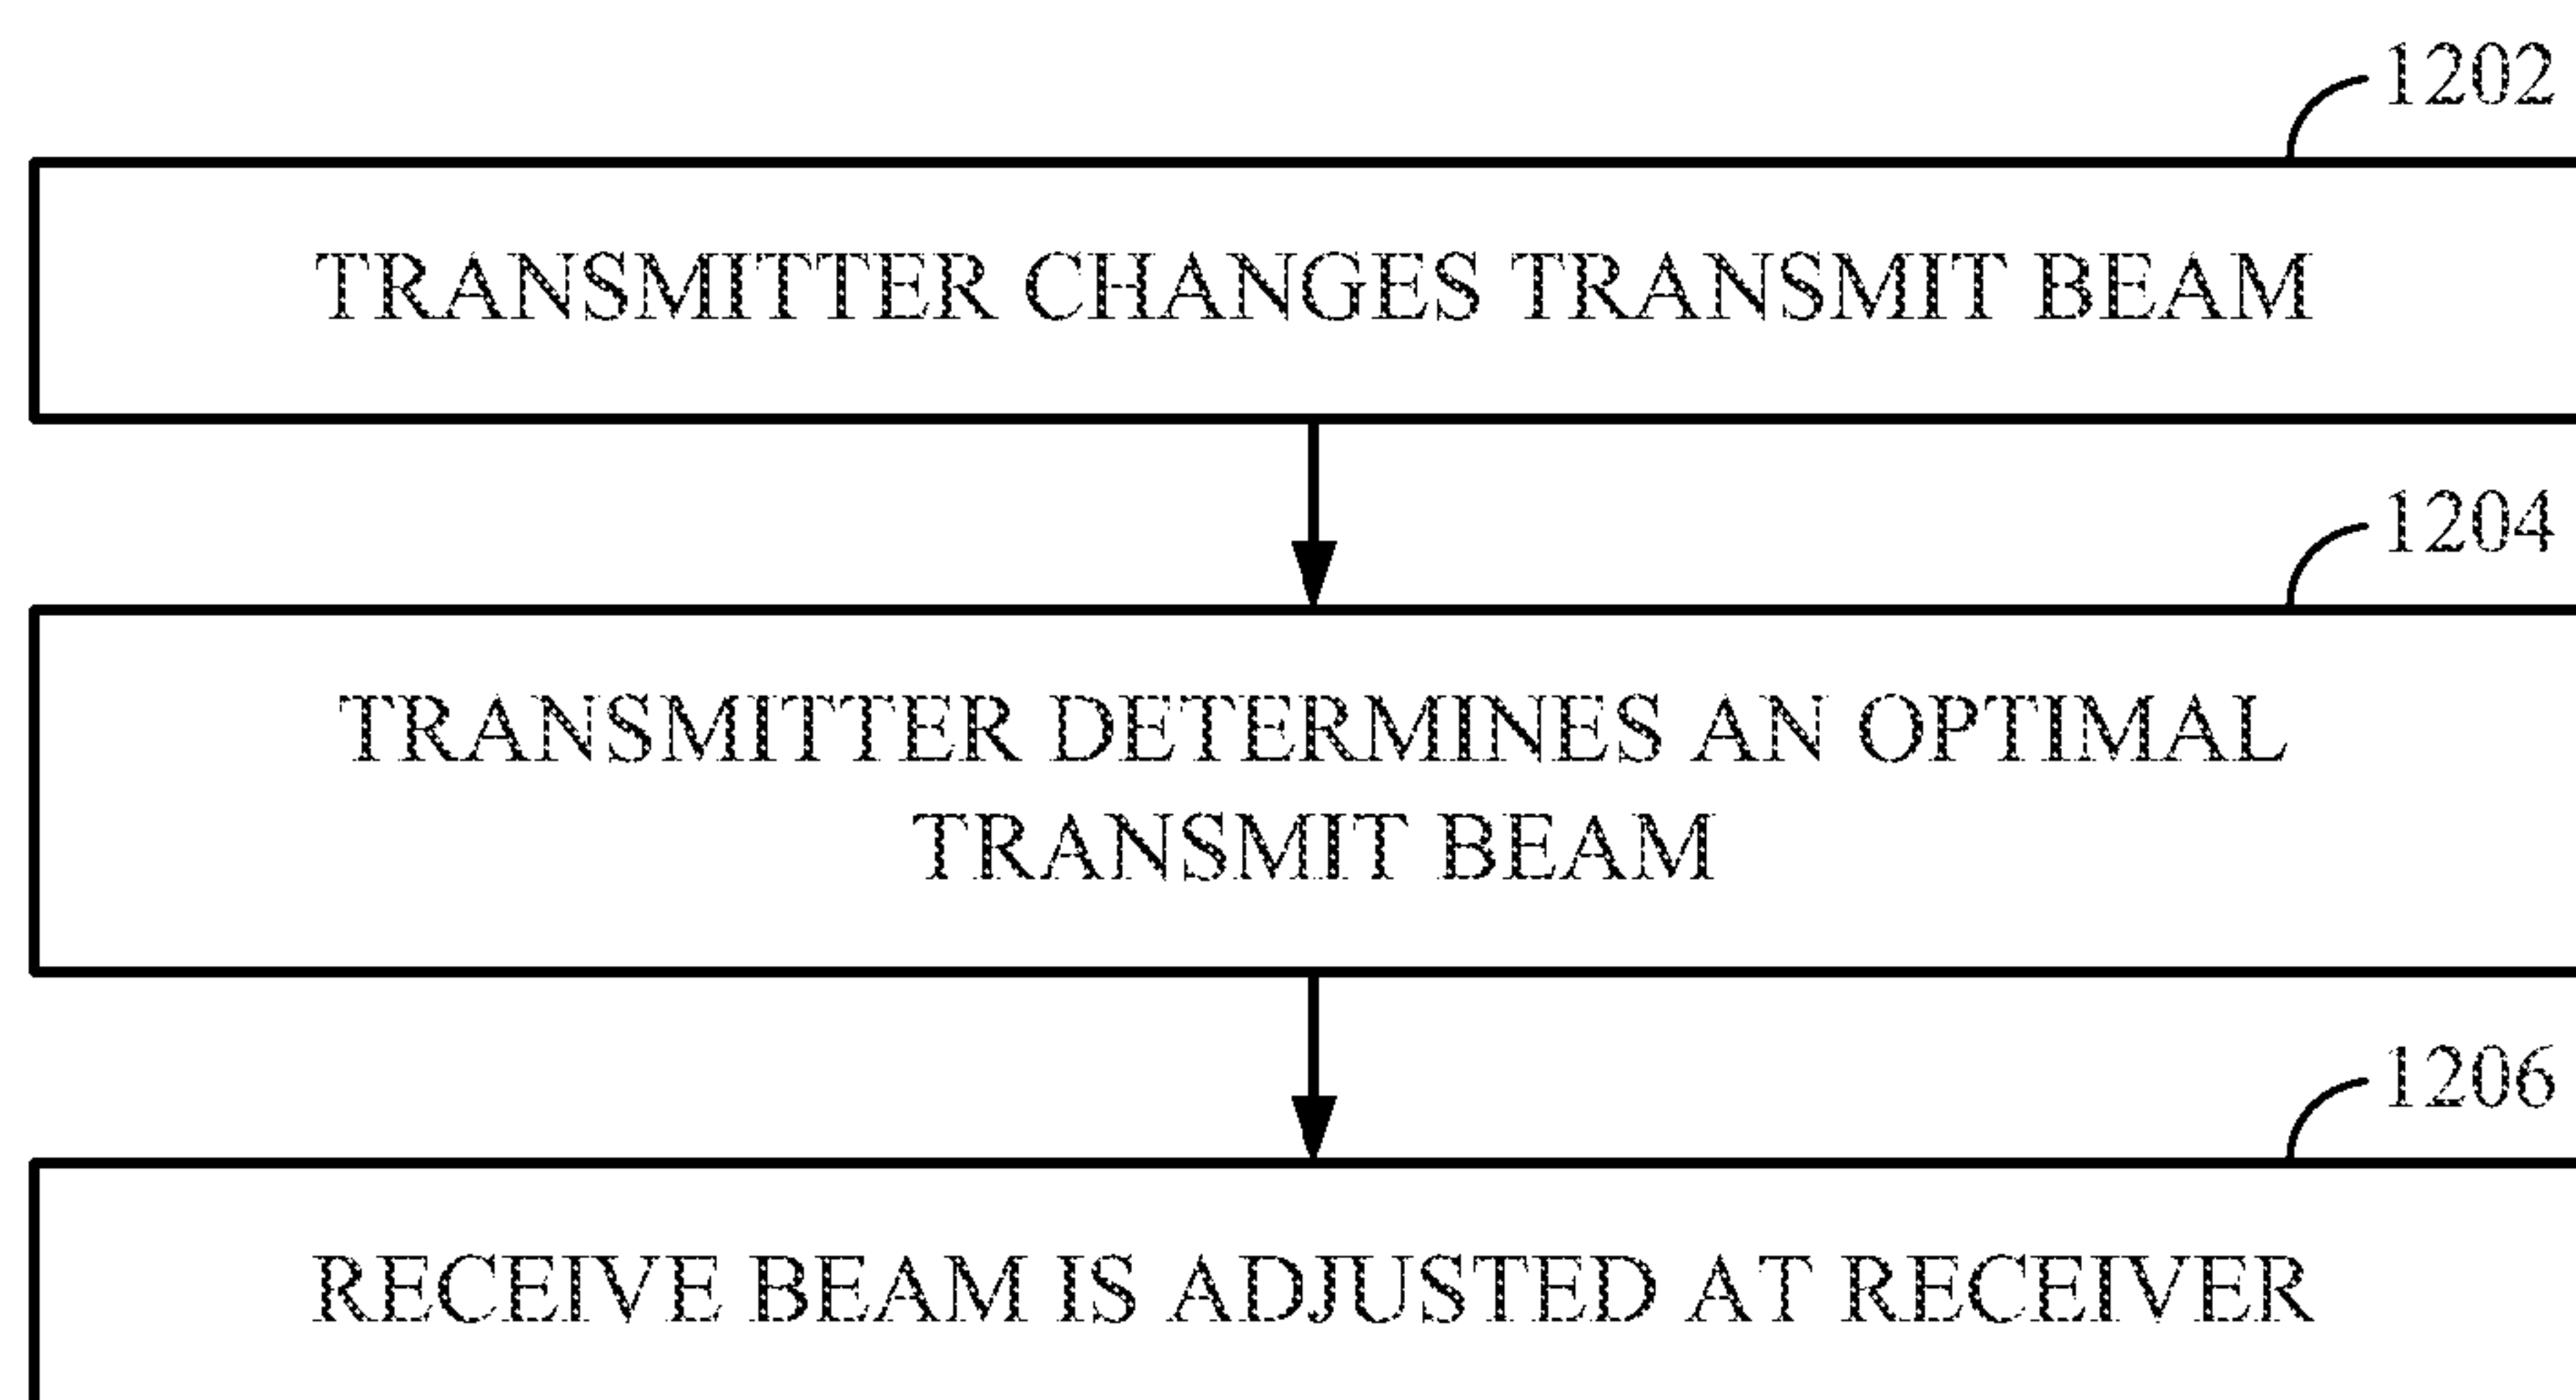 1202
TRANSMITTER CHANGES TRANSMIT BEAM
1204
TRANSMITTER DETERMINES AN OPTIMAL
TRANSMIT BEAM
1206
RECEIVE BEAM IS ADJUSTED AT RECEIVER